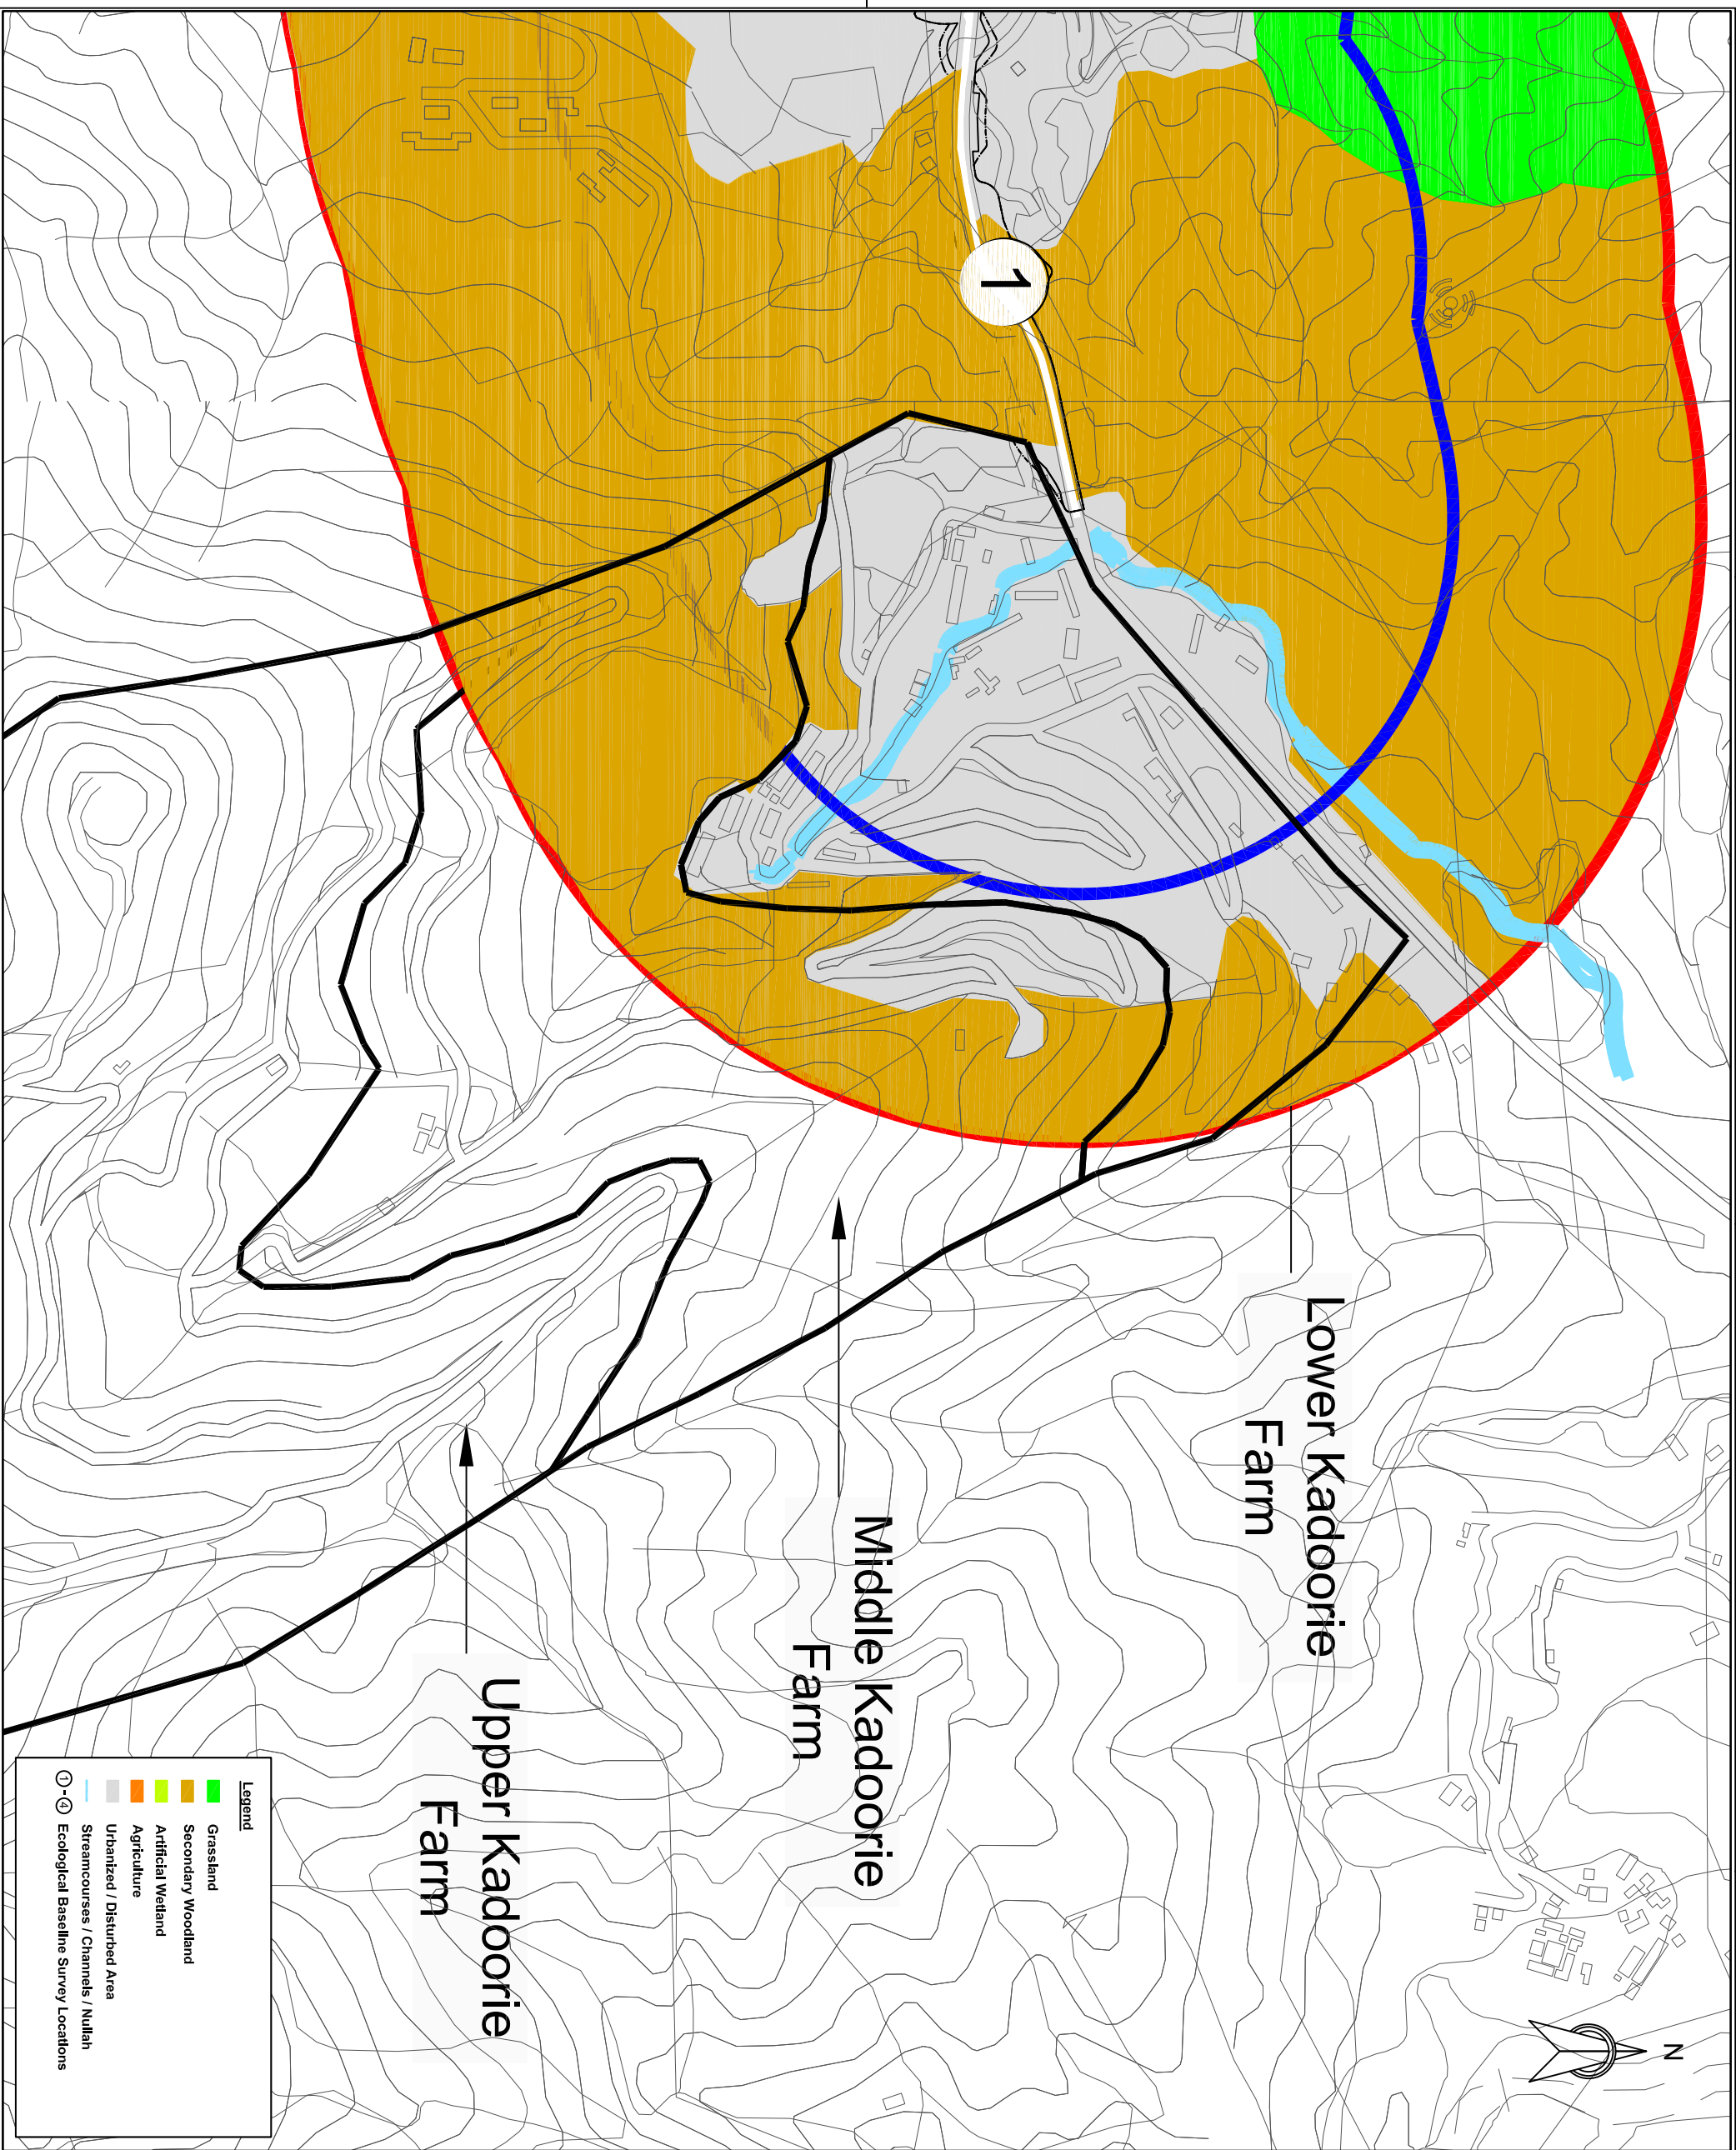 1
Lower Kadoorie
Farm
Middle Kadoorie
Farm
Upper Kadoorie
Farm
N
Legend
Grassland
Secondary Woodland
Artificial Wetland
Agriculture
Urbanized / Disturbed Area
Streamcourses / Channels / Nullah
①-④ Ecological Baseline Survey Locations